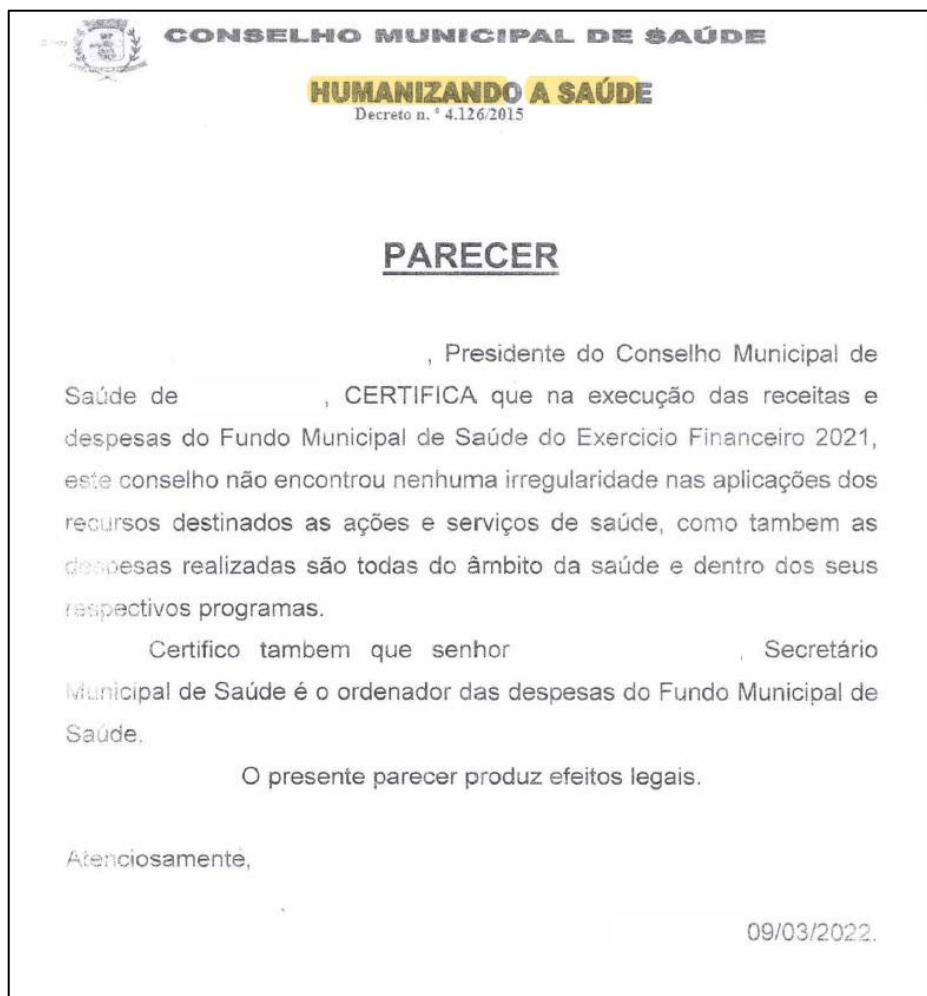 CONSELHO MUNICIPAL DE SAÚDE
HUMANIZANDO A SAÚDE
Decreto n. º 4.126/2015
PARECER
, Presidente do Conselho Municipal de
Saúde de , CERTIFICA que na execução das receitas e
despesas do Fundo Municipal de Saúde do Exercicio Financeiro 2021,
este conselho não encontrou nenhuma irregularidade nas aplicações dos
recursos destinados as ações e serviços de saúde, como tambem as
despesas realizadas são todas do âmbito da saúde e dentro dos seus
respectivos programas.
Certifico tambem que senhor , Secretário
Municipal de Saúde é o ordenador das despesas do Fundo Municipal de
Saúde.
O presente parecer produz efeitos legais.
Atenciosamente,
09/03/2022.